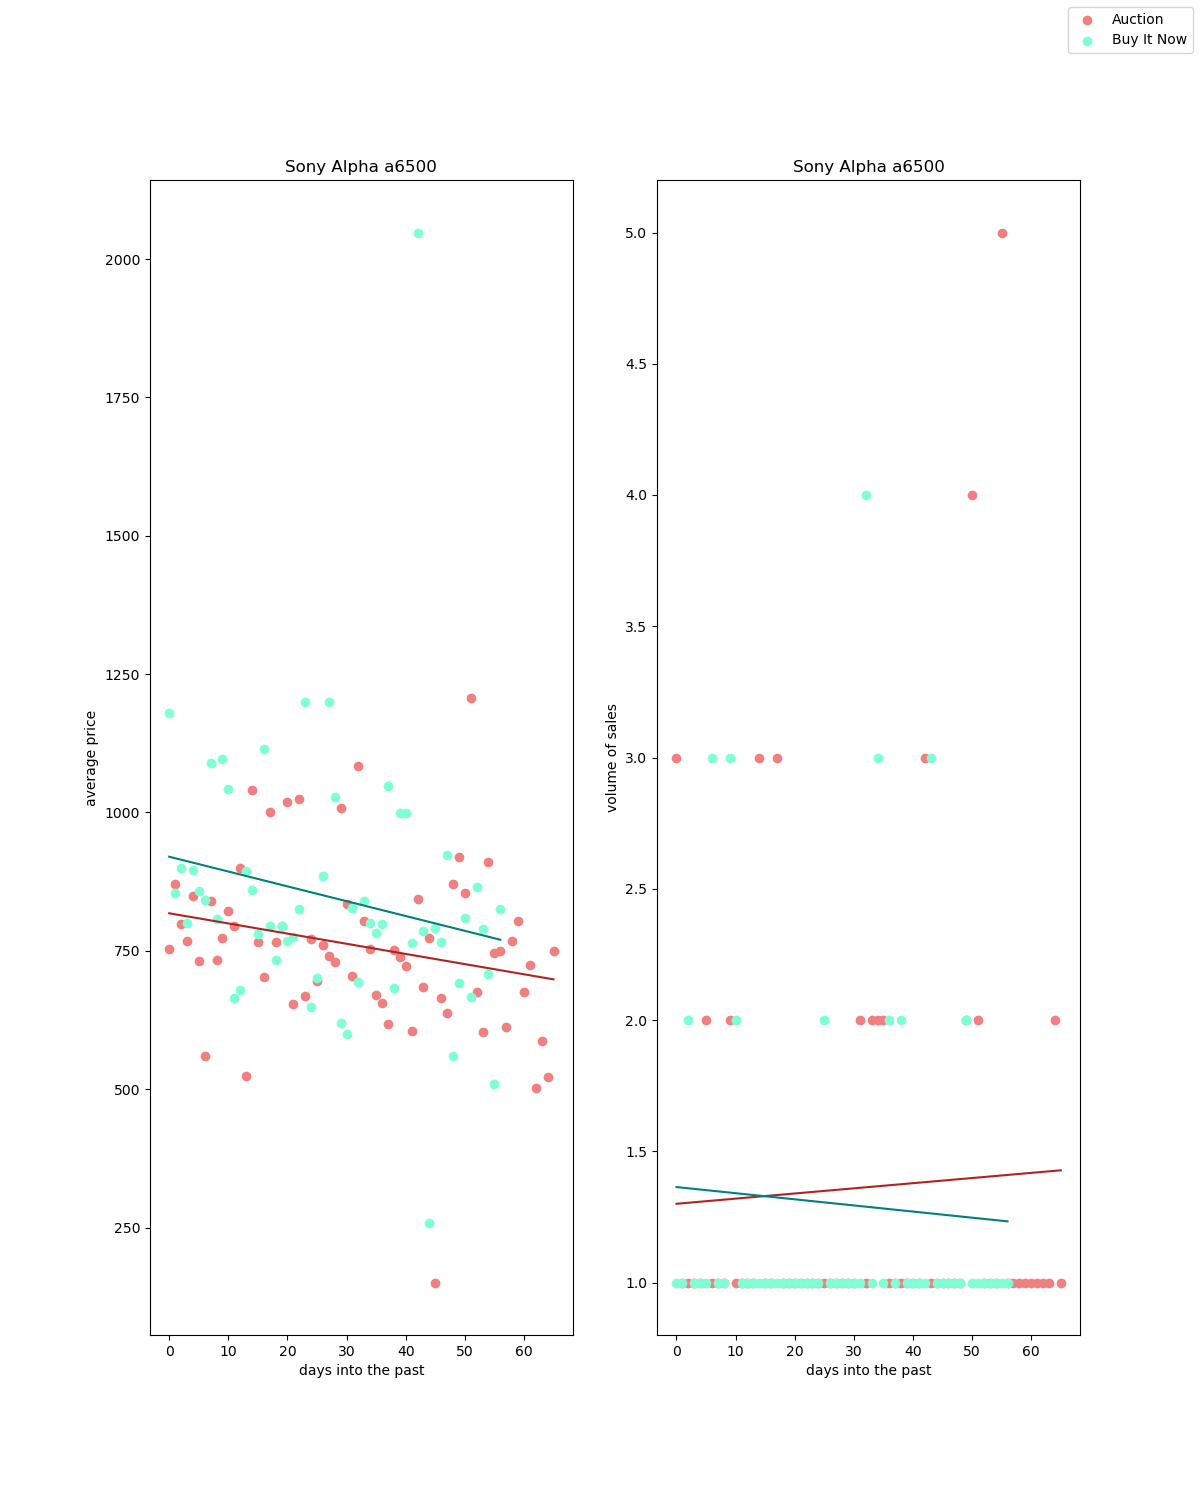 Auction
Buy It Now
Sony Alpha a6500
2000
1750
1500
1250
1000
750
500
250
average price
0 10 20 30 40 50 60
days into the past
Sony Alpha a6500
5.0
4.5
4.0
3.5
3.0
2.5
2.0
1.5
1.0
volume of sales
0 10 20 30 40 50 60
days into the past